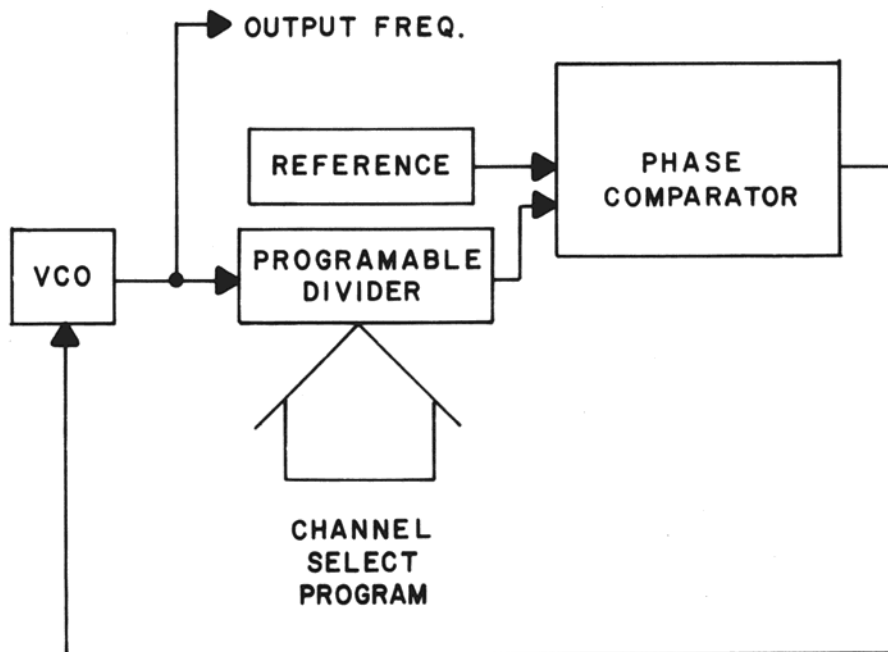 OUTPUT FREQ.
REFERENCE
PHASE
COMPARATOR
VCO
PROGRAMABLE
DIVIDER
CHANNEL
SELECT
PROGRAM